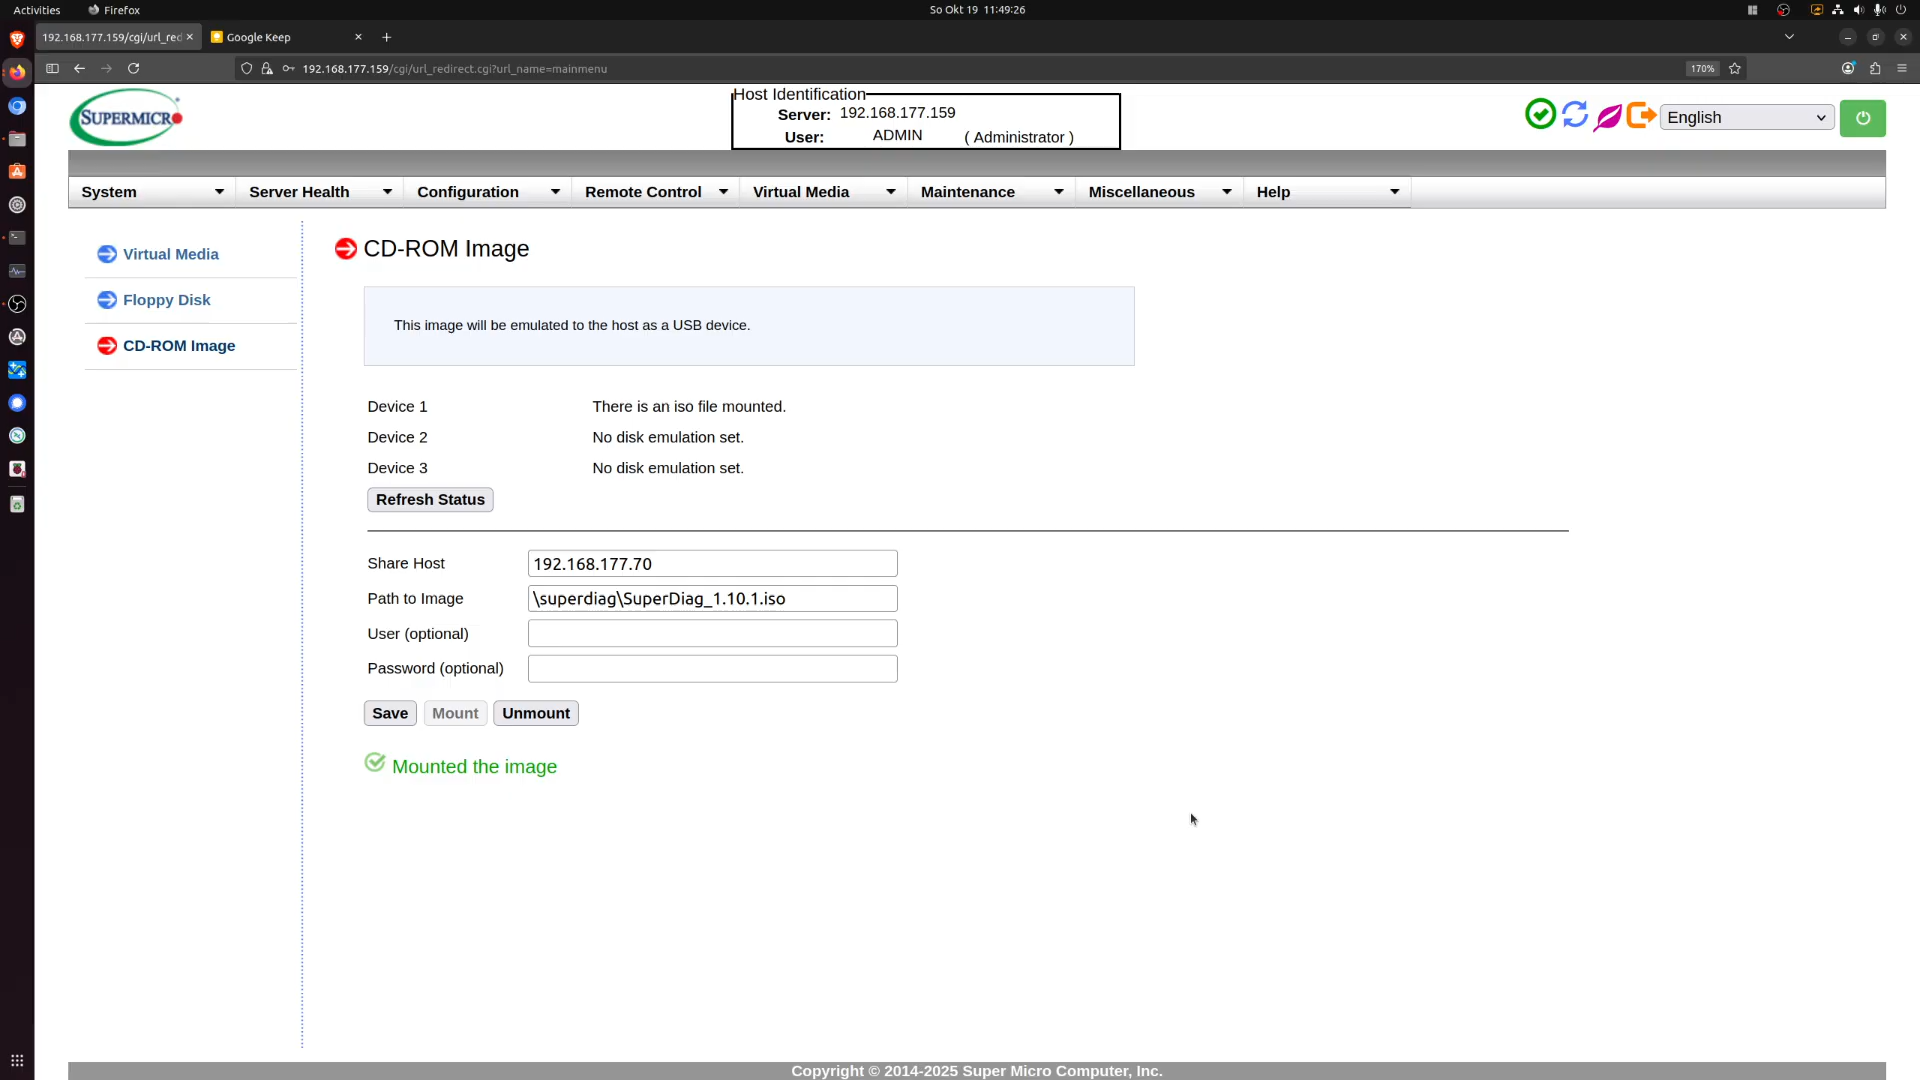 Activities
Firefox
So Okt 19 11:49:26
192.168.177.159/cgi/url_red
Google Keep
192.168.177.159/cgi/url_redirect.cgi?url_name=mainmenu
170%
SUPERMICR
Host Identification
Server: 192.168.177.159
User: ADMIN ( Administrator )
English
System
Server Health
Configuration
Remote Control
Virtual Media
Maintenance
Miscellaneous
Help
Virtual Media
Floppy Disk
CD-ROM Image
CD-ROM Image
This image will be emulated to the host as a USB device.
Device 1 There is an iso file mounted.
Device 2 No disk emulation set.
Device 3 No disk emulation set.
Refresh Status
Share Host 192.168.177.70
Path to Image \superdiag\SuperDiag_1.10.1.iso
User (optional)
Password (optional)
Save Mount Unmount
Mounted the image
Copyright © 2014-2025 Super Micro Computer, Inc.